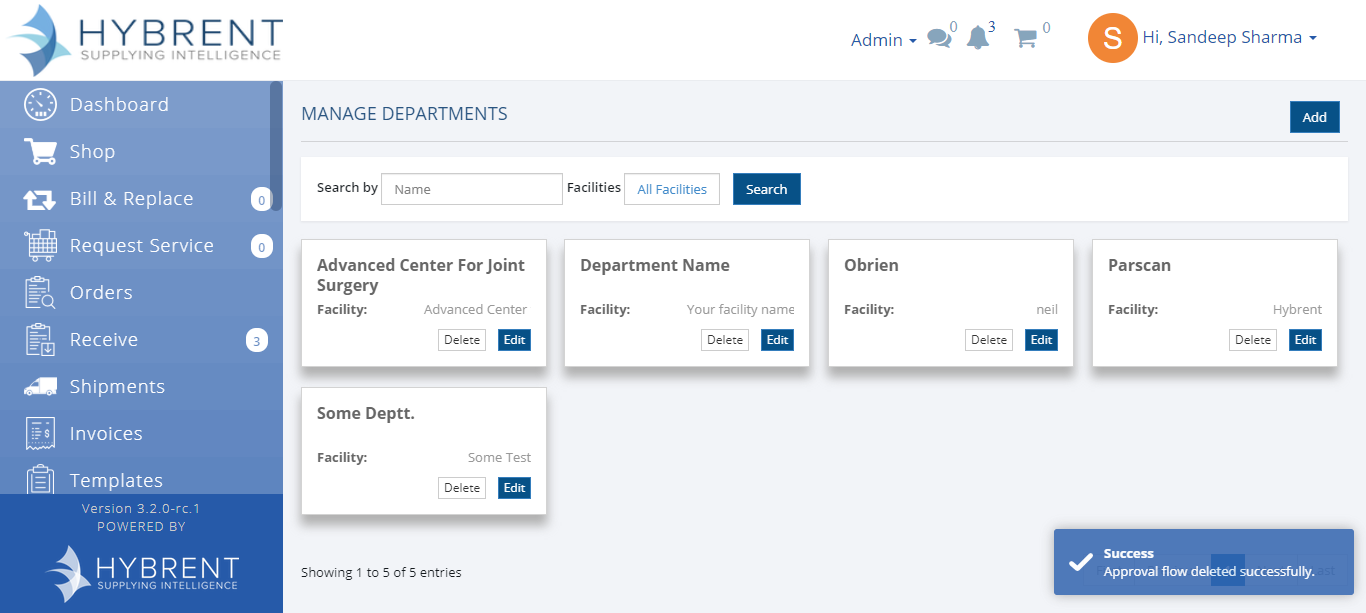 HYBRENT
SUPPLYING INTELLIGENCE
Admin
0
3
0
S
Hi, Sandeep Sharma
Dashboard
Shop
Bill & Replace
0
Request Service
0
Orders
Receive
3
Shipments
Invoices
Templates
Version 3.2.0-rc.1
POWERED BY
HYBRENT
SUPPLYING INTELLIGENCE
MANAGE DEPARTMENTS
Add
Search by
Name
Facilities
All Facilities
Search
Advanced Center For Joint
Surgery
Facility: Advanced Center
Delete Edit
Department Name
Facility: Your facility name
Delete Edit
Obrien
Facility: neil
Delete Edit
Parscan
Facility: Hybrent
Delete Edit
Some Deptt.
Facility: Some Test
Delete Edit
Showing 1 to 5 of 5 entries
Success
Approval flow deleted successfully.